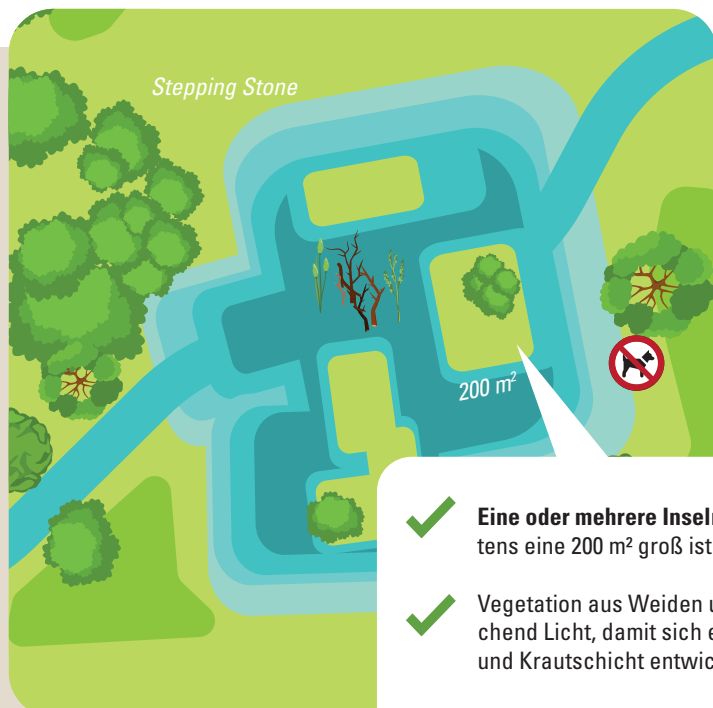 Stepping Stone
200 m²
Eine oder mehrere Inseln
tens eine 200 m² groß ist
Vegetation aus Weiden
chend Licht, damit sich
und Krautschicht